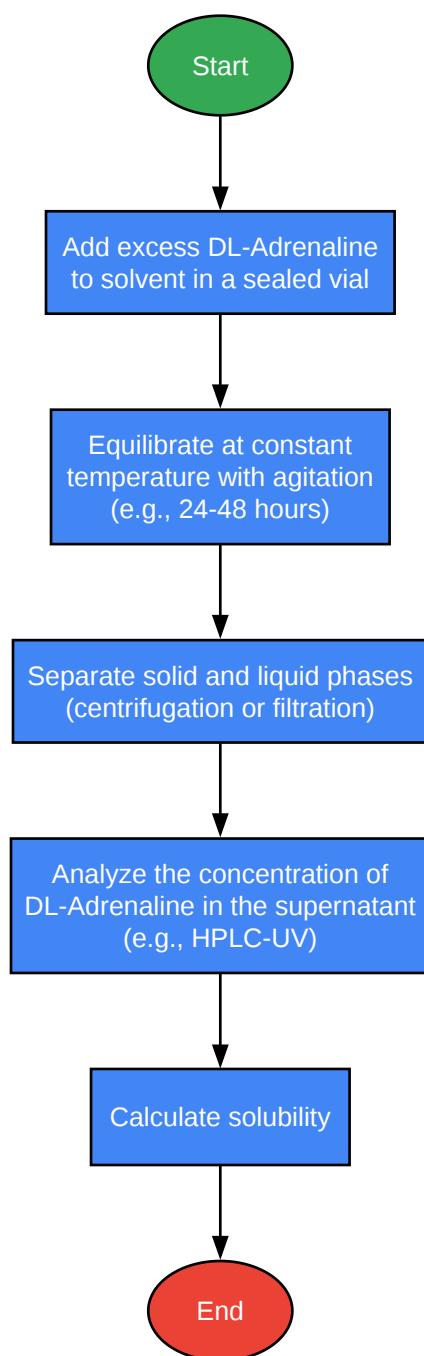 Start
Add excess DL-Adrenaline
to solvent in a sealed vial
Equilibrate at constant
temperature with agitation
(e.g., 24-48 hours)
Separate solid and liquid phases
(centrifugation or filtration)
Analyze the concentration of
DL-Adrenaline in the supernatant
(e.g., HPLC-UV)
Calculate solubility
End